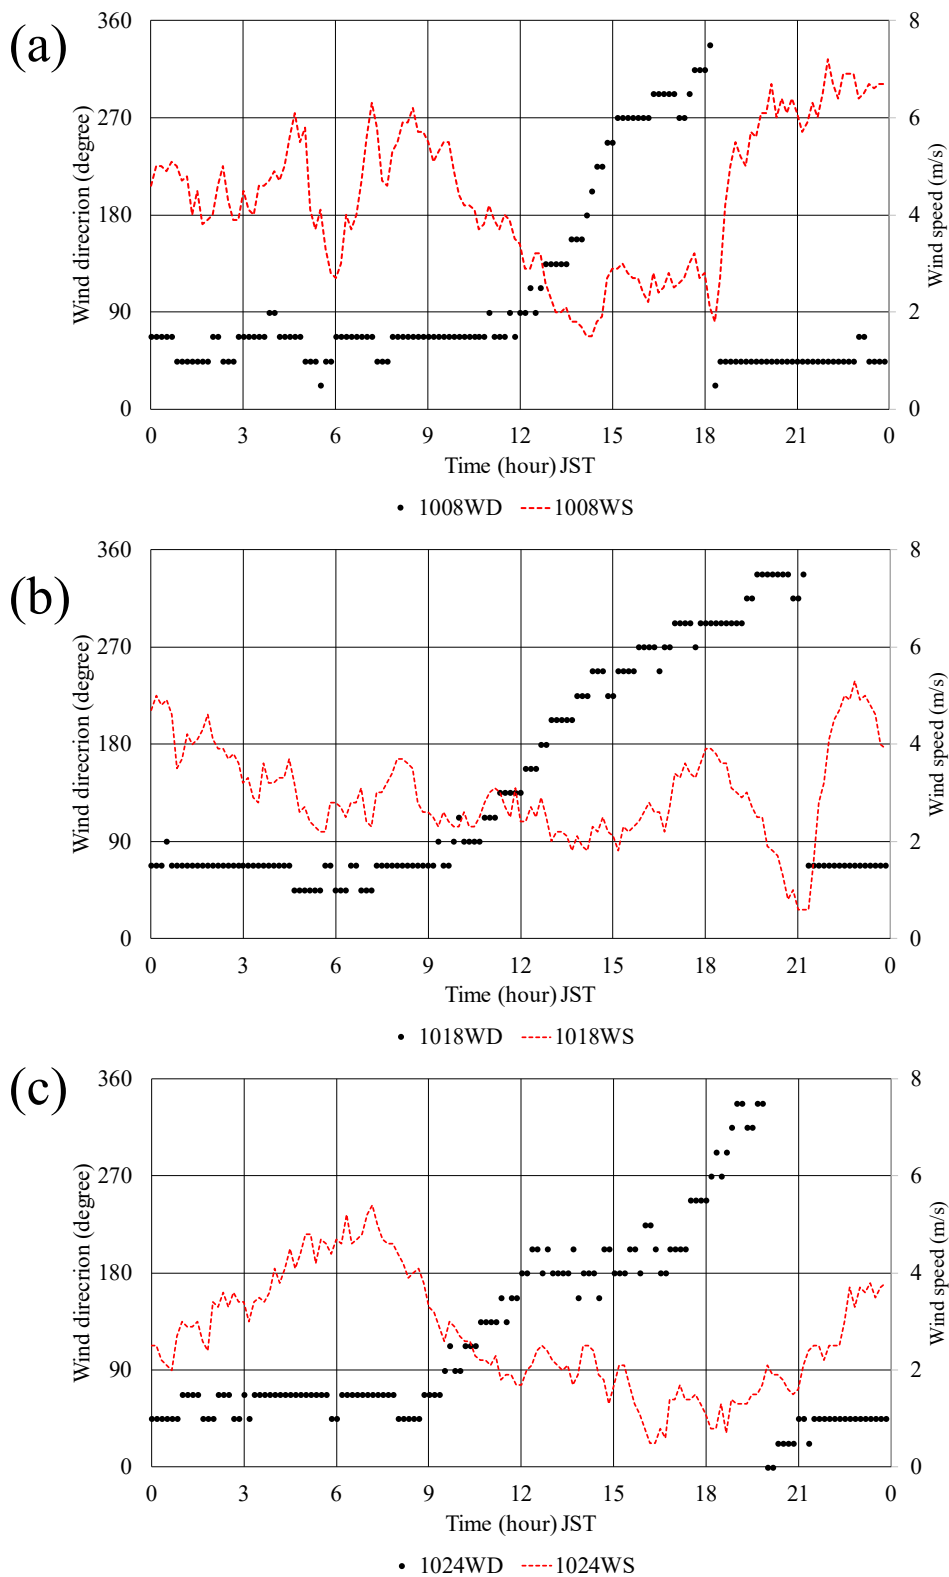 (a)
Wind direcrion (degree)
360
270
180
90
0
8
6
4
2
0
Wind speed (m/s)
0 3 6 9 12 15 18 21 0
Time (hour) JST
1008WD 1008WS
(b)
Wind direcrion (degree)
360
270
180
90
0
8
6
4
2
0
Wind speed (m/s)
0 3 6 9 12 15 18 21 0
Time (hour) JST
1018WD 1018WS
(c)
Wind direcrion (degree)
360
270
180
90
0
8
6
4
2
0
Wind speed (m/s)
0 3 6 9 12 15 18 21 0
Time (hour) JST
1024WD 1024WS